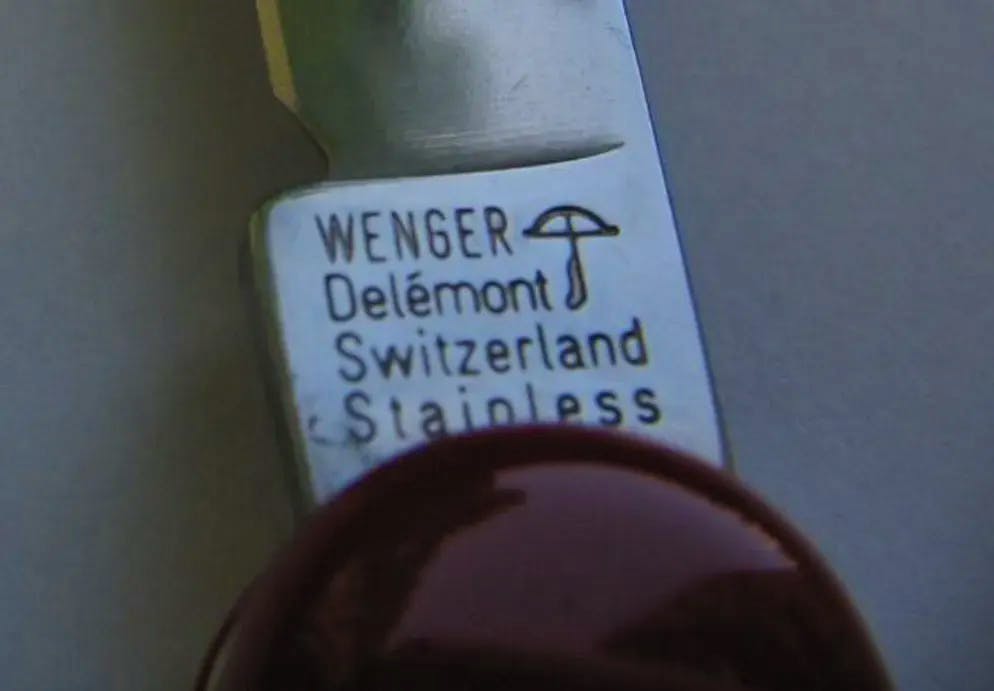 WENGER
Delémont
Switzerland
Stainless